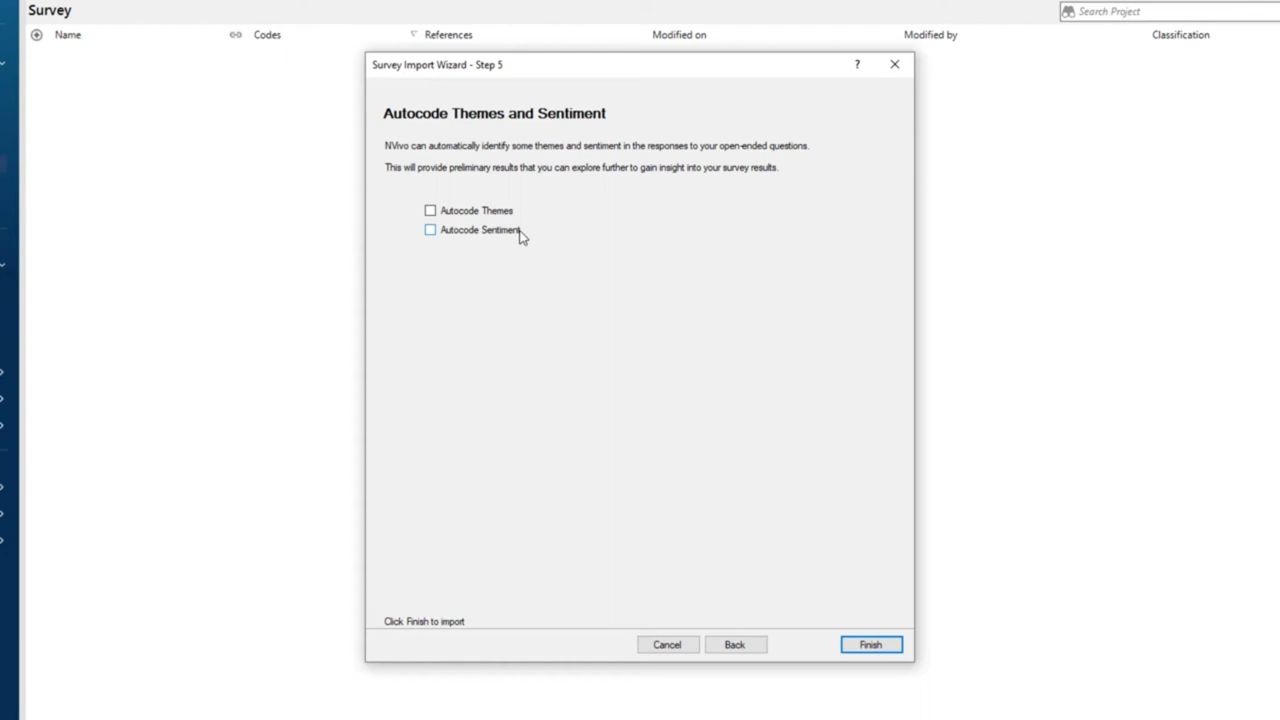 Survey
Search Project
Name Codes References Modified on Modified by Classification
Survey Import Wizard - Step 5
?
Autocode Themes and Sentiment
NVivo can automatically identify some themes and sentiment in the responses to your open-ended questions.
This will provide preliminary results that you can explore further to gain insight into your survey results.
Autocode Themes
Autocode Sentiment
Click Finish to import
Cancel Back Finish